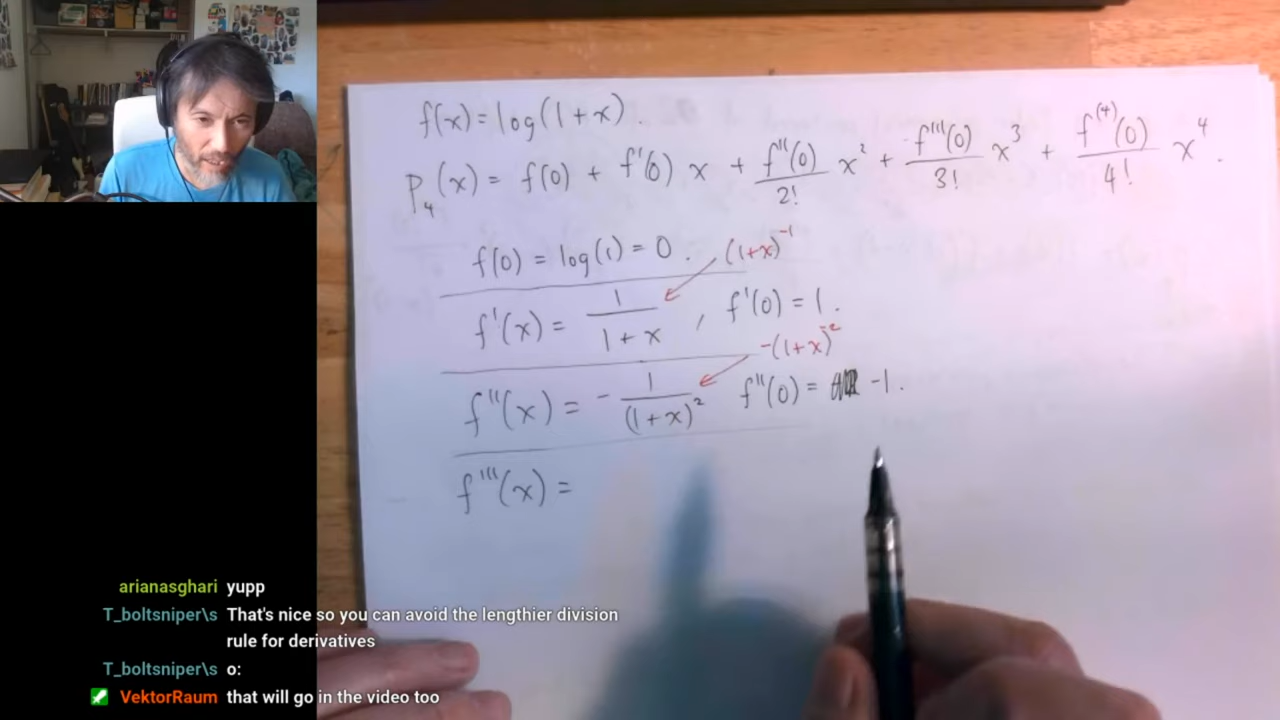 f(x) = log(1+x).
P₄(x) = f(0) + f'(0) x + f''(0)/2! x² + f'''(0)/3! x³ + f⁽⁴⁾(0)/4! x⁴.
f(0) = log(1) = 0. (1+x)⁻¹
f'(x) = 1/(1+x), f'(0) = 1.
-(1+x)⁻²
f''(x) = - 1/(1+x)² f''(0) = -1.
f'''(x) =
arianasghari yupp
T_boltsniper\s That's nice so you can avoid the lengthier division
rule for derivatives
T_boltsniper\s o:
VektorRaum that will go in the video too